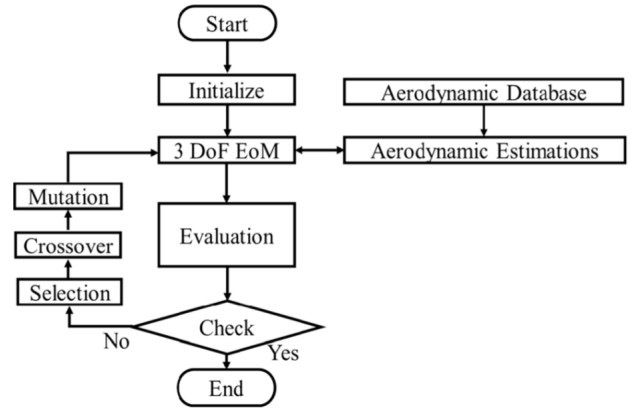 Start
Initialize
Aerodynamic Database
3 DoF EoM
Aerodynamic Estimations
Mutation
Evaluation
Crossover
Selection
Check
No
Yes
End